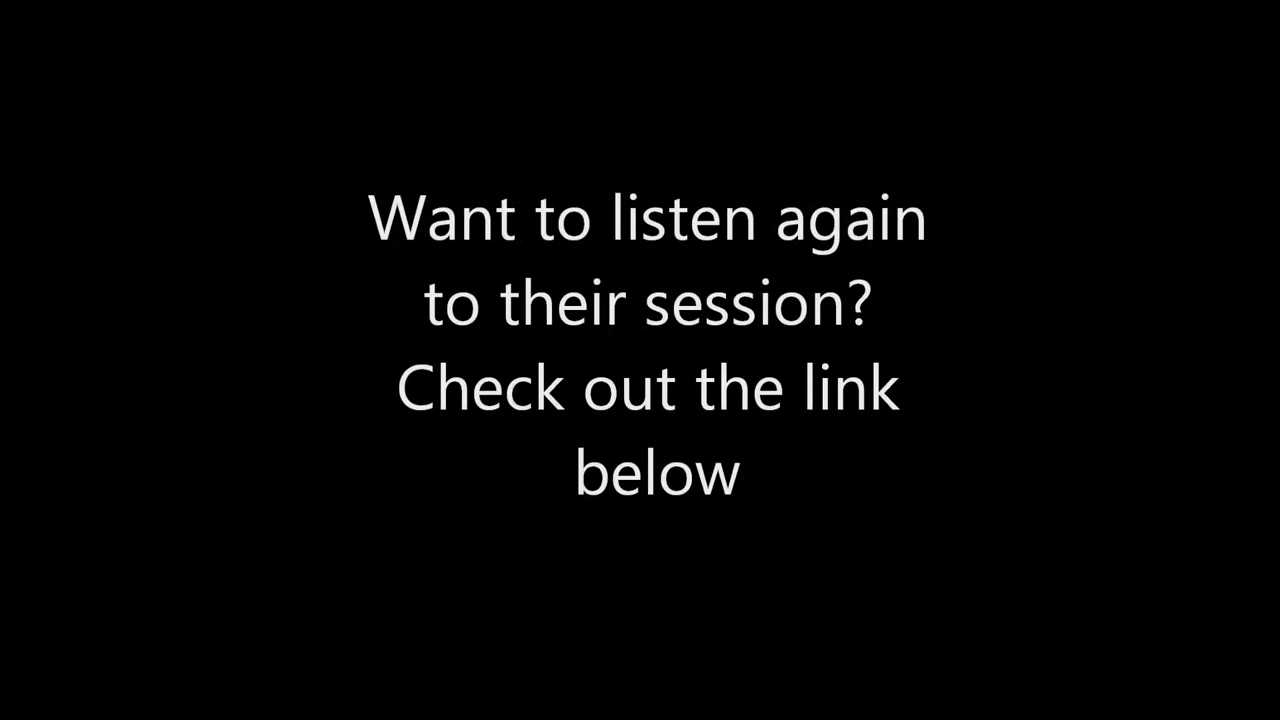 Want to listen again
to their session?
Check out the link
below